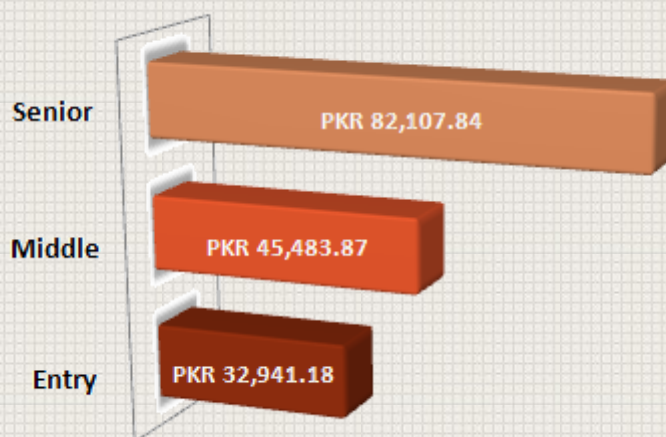 Senior
PKR 82,107.84
Middle
PKR 45,483.87
Entry
PKR 32,941.18